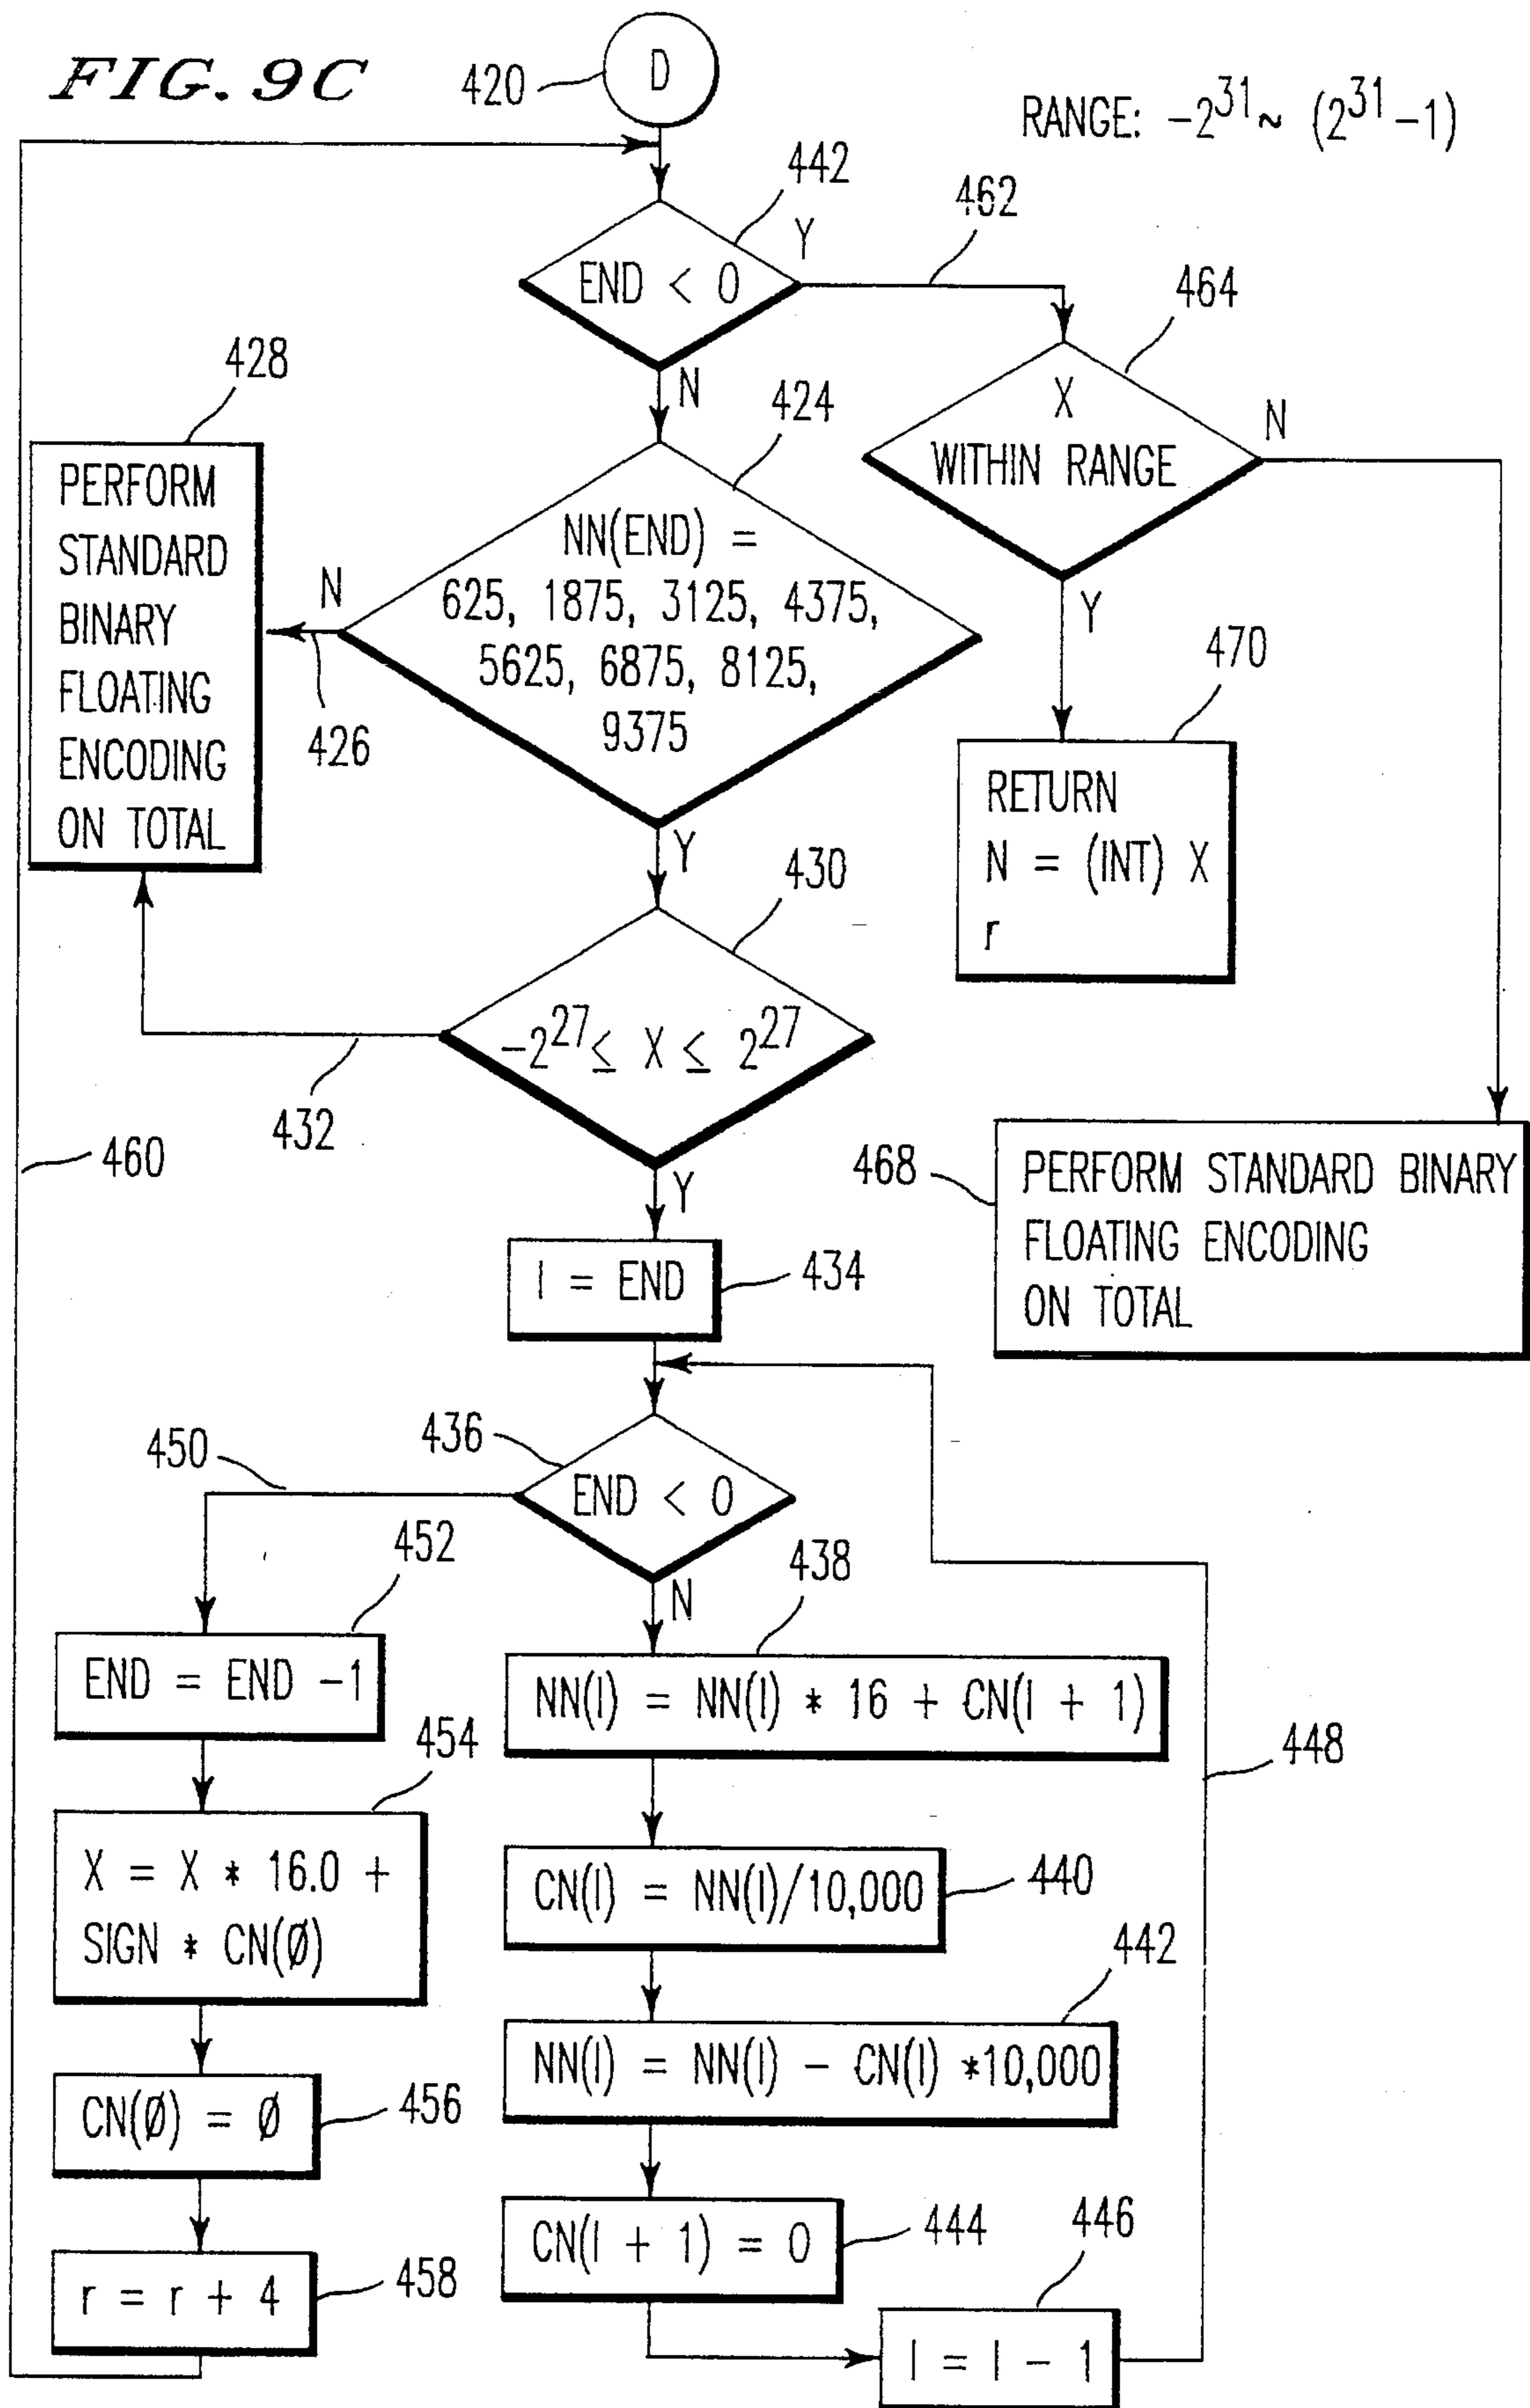 FIG. 9C
420
D
RANGE: -2^31 ~ (2^31 -1)
442
462
Y
END < 0
464
N
X
WITHIN RANGE
N
Y
428
PERFORM
STANDARD
BINARY
FLOATING
ENCODING
ON TOTAL
424
NN(END) =
625, 1875, 3125, 4375,
5625, 6875, 8125,
9375
N
426
Y
470
RETURN
N = (INT) X
r
430
-2^27 ≤ X ≤ 2^27
432
Y
460
468
PERFORM STANDARD BINARY
FLOATING ENCODING
ON TOTAL
I = END
434
436
END < 0
450
N
452
END = END -1
438
NN(I) = NN(I) * 16 + CN(I + 1)
454
X = X * 16.0 +
SIGN * CN(Ø)
448
CN(I) = NN(I)/10,000
440
442
NN(I) = NN(I) - CN(I) *10,000
CN(Ø) = Ø
456
CN(I + 1) = 0
444
446
r = r + 4
458
I = I - 1